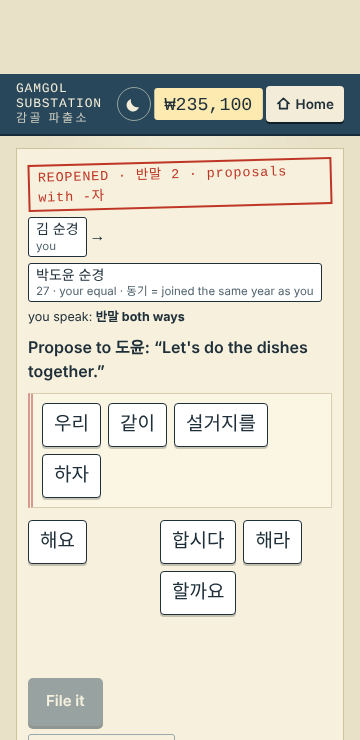 GAMGOL
SUBSTATION
감골 파출소
₩235,100
Home
REOPENED · 반말 2 · proposals
with -자
김 순경
you
→
박도윤 순경
27 · your equal · 동기 = joined the same year as you
you speak: 반말 both ways
Propose to 도윤: “Let's do the dishes
together.”
우리 같이 설거지를
하자
해요 합시다 해라
할까요
File it